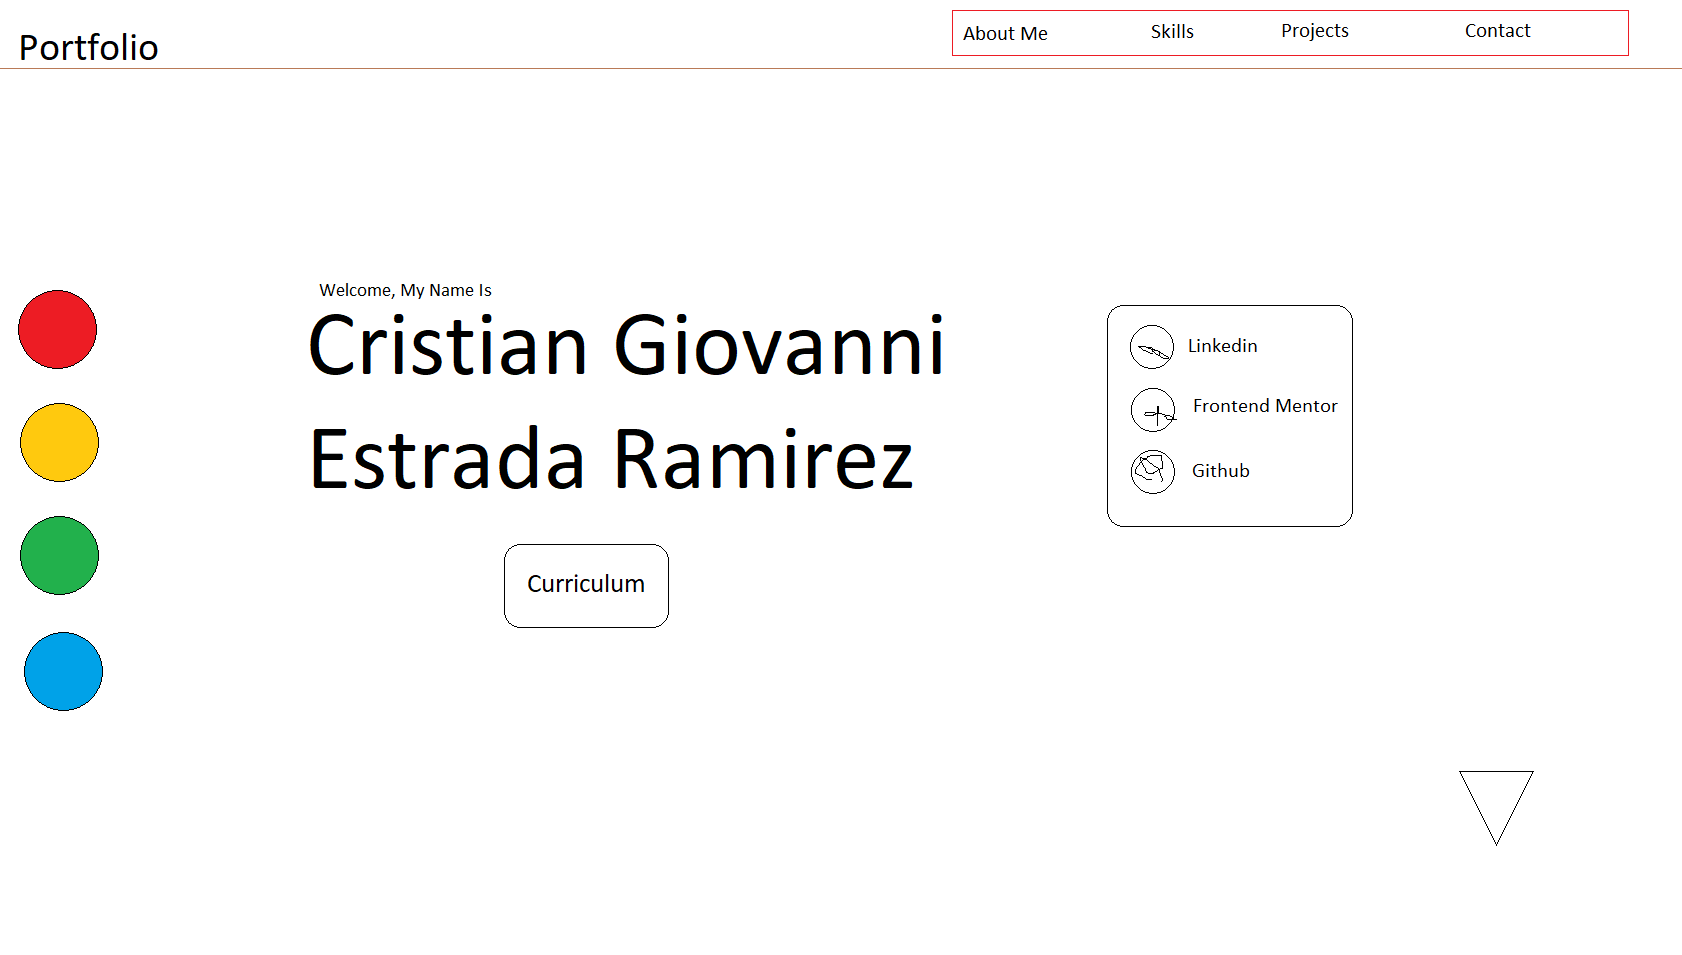 Portfolio
About Me
Skills
Projects
Contact
Welcome, My Name Is
Cristian Giovanni
Estrada Ramirez
Curriculum
Linkedin
Frontend Mentor
Github